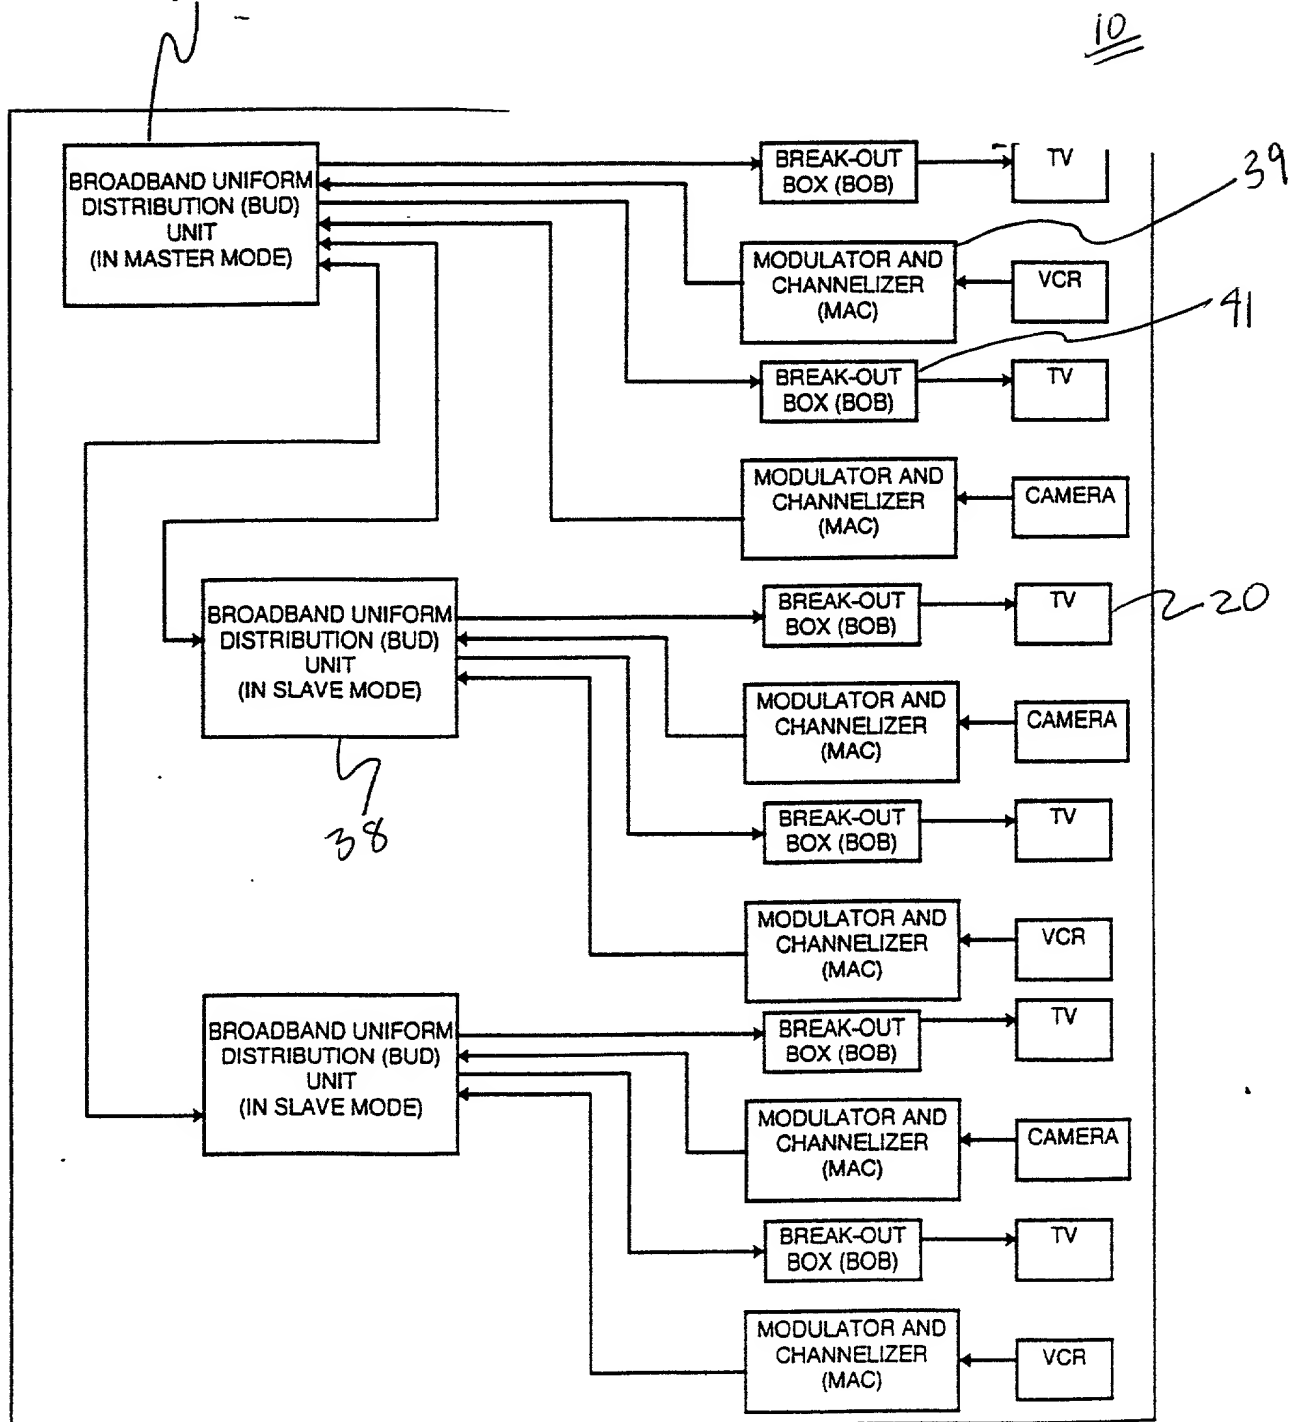 10
BROADBAND UNIFORM
DISTRIBUTION (BUD)
UNIT
(IN MASTER MODE)
BREAK-OUT
BOX (BOB)
TV
39
MODULATOR AND
CHANNELIZER
(MAC)
VCR
41
BREAK-OUT
BOX (BOB)
TV
MODULATOR AND
CHANNELIZER
(MAC)
CAMERA
BROADBAND UNIFORM
DISTRIBUTION (BUD)
UNIT
(IN SLAVE MODE)
38
BREAK-OUT
BOX (BOB)
TV
20
MODULATOR AND
CHANNELIZER
(MAC)
CAMERA
BREAK-OUT
BOX (BOB)
TV
MODULATOR AND
CHANNELIZER
(MAC)
VCR
BROADBAND UNIFORM
DISTRIBUTION (BUD)
UNIT
(IN SLAVE MODE)
BREAK-OUT
BOX (BOB)
TV
MODULATOR AND
CHANNELIZER
(MAC)
CAMERA
BREAK-OUT
BOX (BOB)
TV
MODULATOR AND
CHANNELIZER
(MAC)
VCR